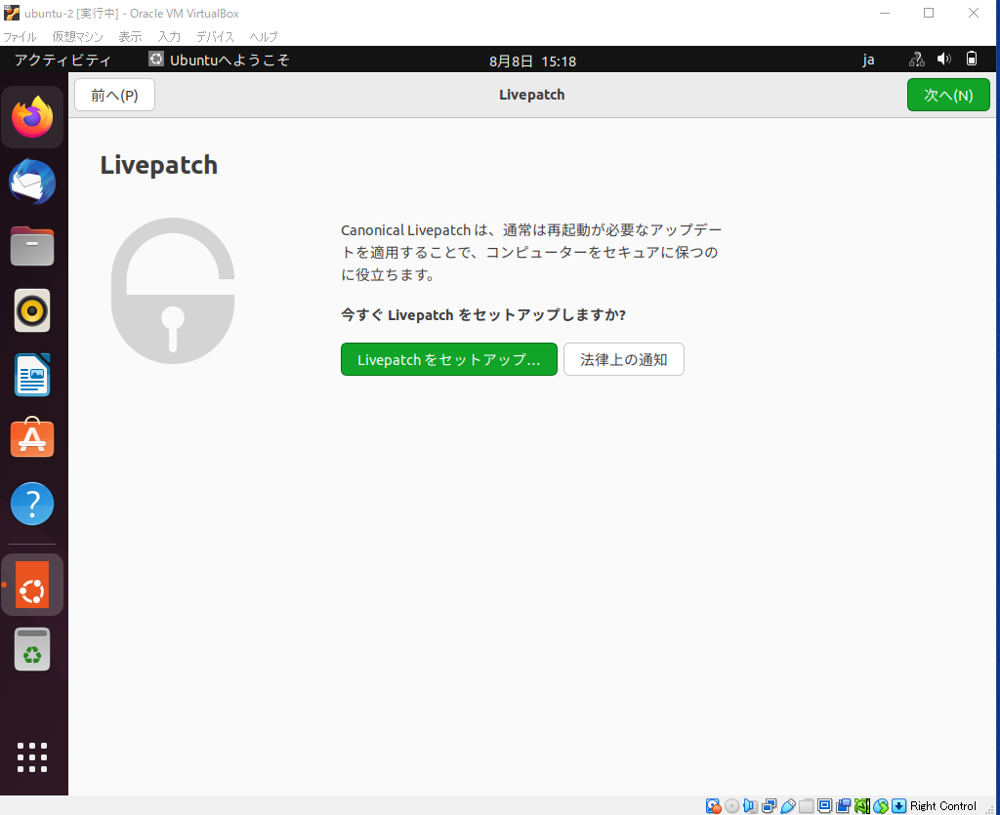 ubuntu-2 [実行中] - Oracle VM VirtualBox
ファイル 仮想マシン 表示 入力 デバイス ヘルプ
アクティビティ Ubuntuへようこそ 8月8日 15:18 ja
前へ(P) Livepatch 次へ(N)
Livepatch
Canonical Livepatch は、通常は再起動が必要なアップデー
トを適用することで、コンピューターをセキュアに保つの
に役立ちます。
今すぐ Livepatch をセットアップしますか?
Livepatch をセットアップ… 法律上の通知
Right Control